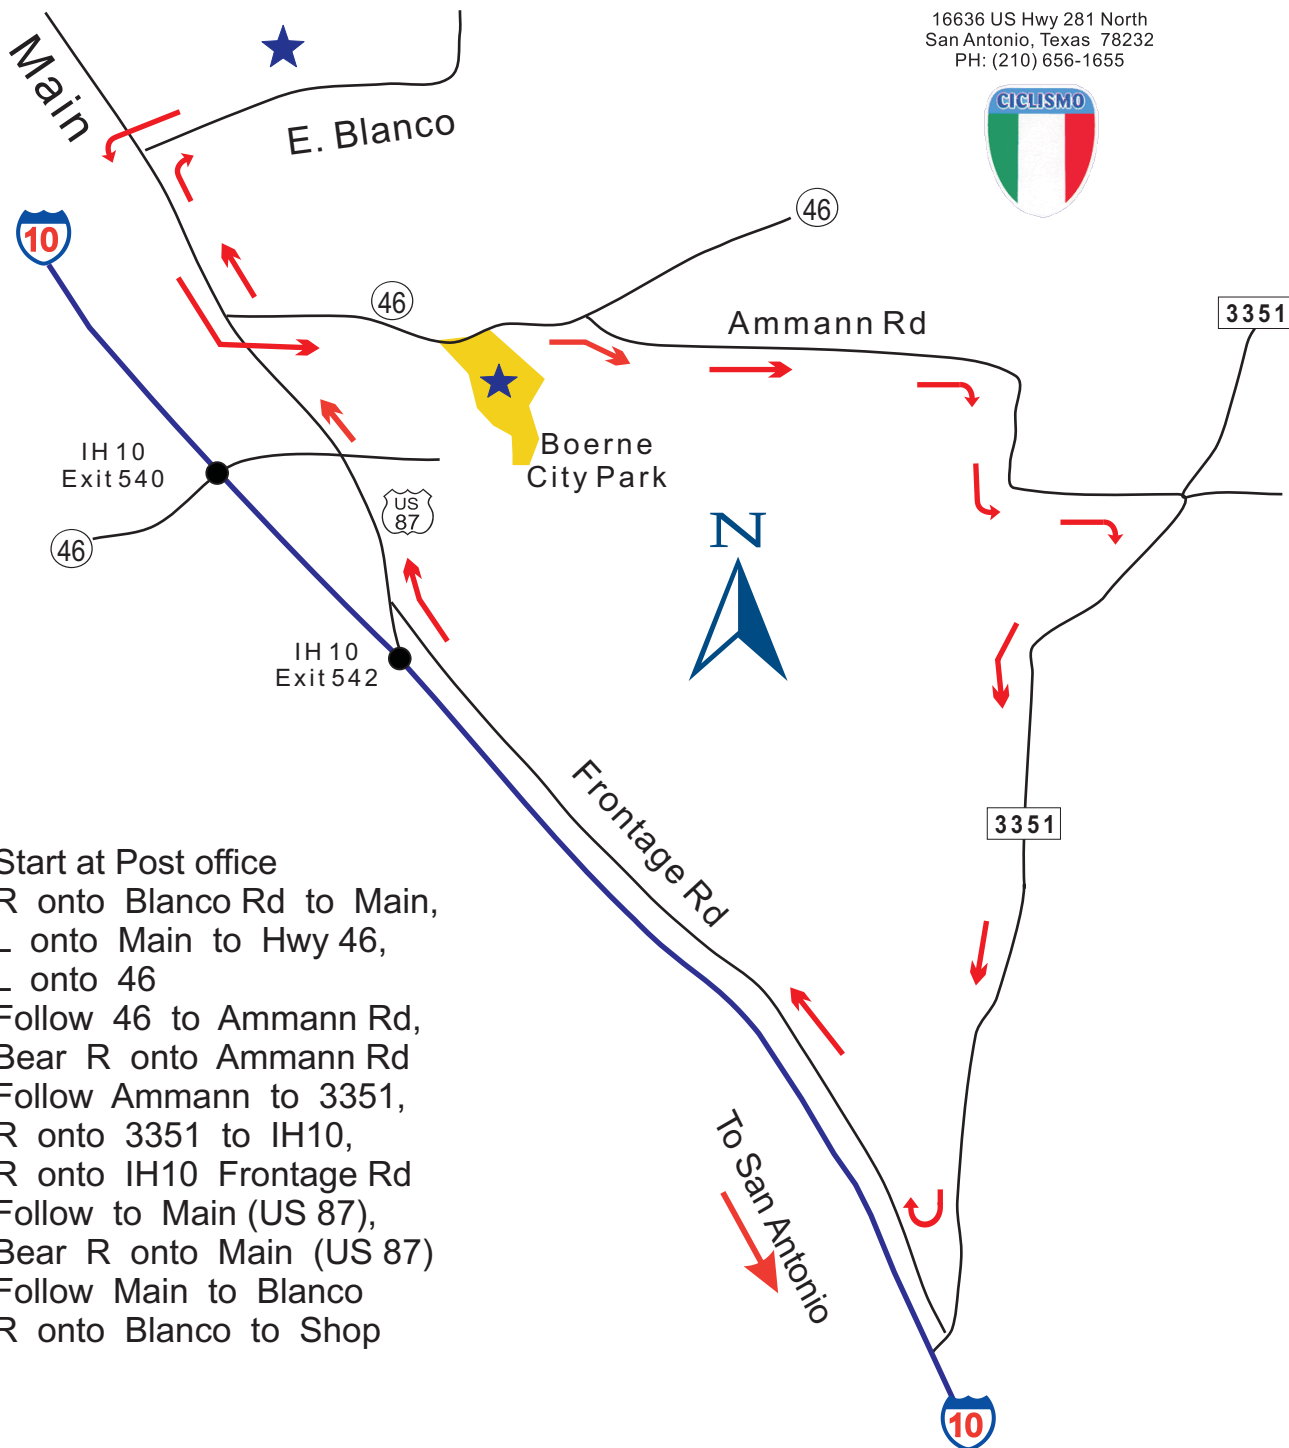 16636 US Hwy 281 North
San Antonio, Texas 78232
PH: (210) 656-1655
CICLISMO
Main
E. Blanco
10
46
46
Ammann Rd
3351
Boerne
City Park
IH 10
Exit 540
US
87
46
N
IH 10
Exit 542
Frontage Rd
3351
Start at Post office
R onto Blanco Rd to Main,
L onto Main to Hwy 46,
L onto 46
Follow 46 to Ammann Rd,
Bear R onto Ammann Rd
Follow Ammann to 3351,
R onto 3351 to IH10,
R onto IH10 Frontage Rd
Follow to Main (US 87),
Bear R onto Main (US 87)
Follow Main to Blanco
R onto Blanco to Shop
To San Antonio
10